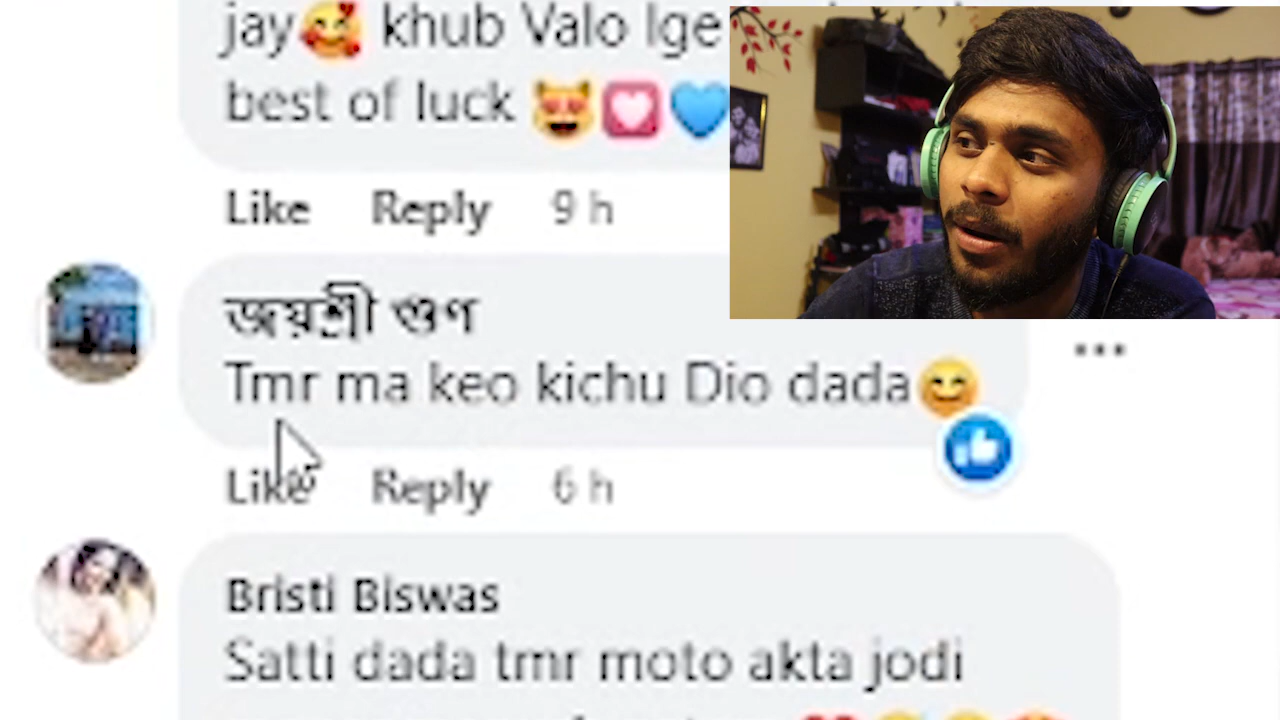 jay🥰 khub Valo lge
best of luck 😻💟💙
Like Reply 9 h
জয়শ্রী গুণ
Tmr ma keo kichu Dio dada😊
Like Reply 6 h
Bristi Biswas
Satti dada tmr moto akta jodi